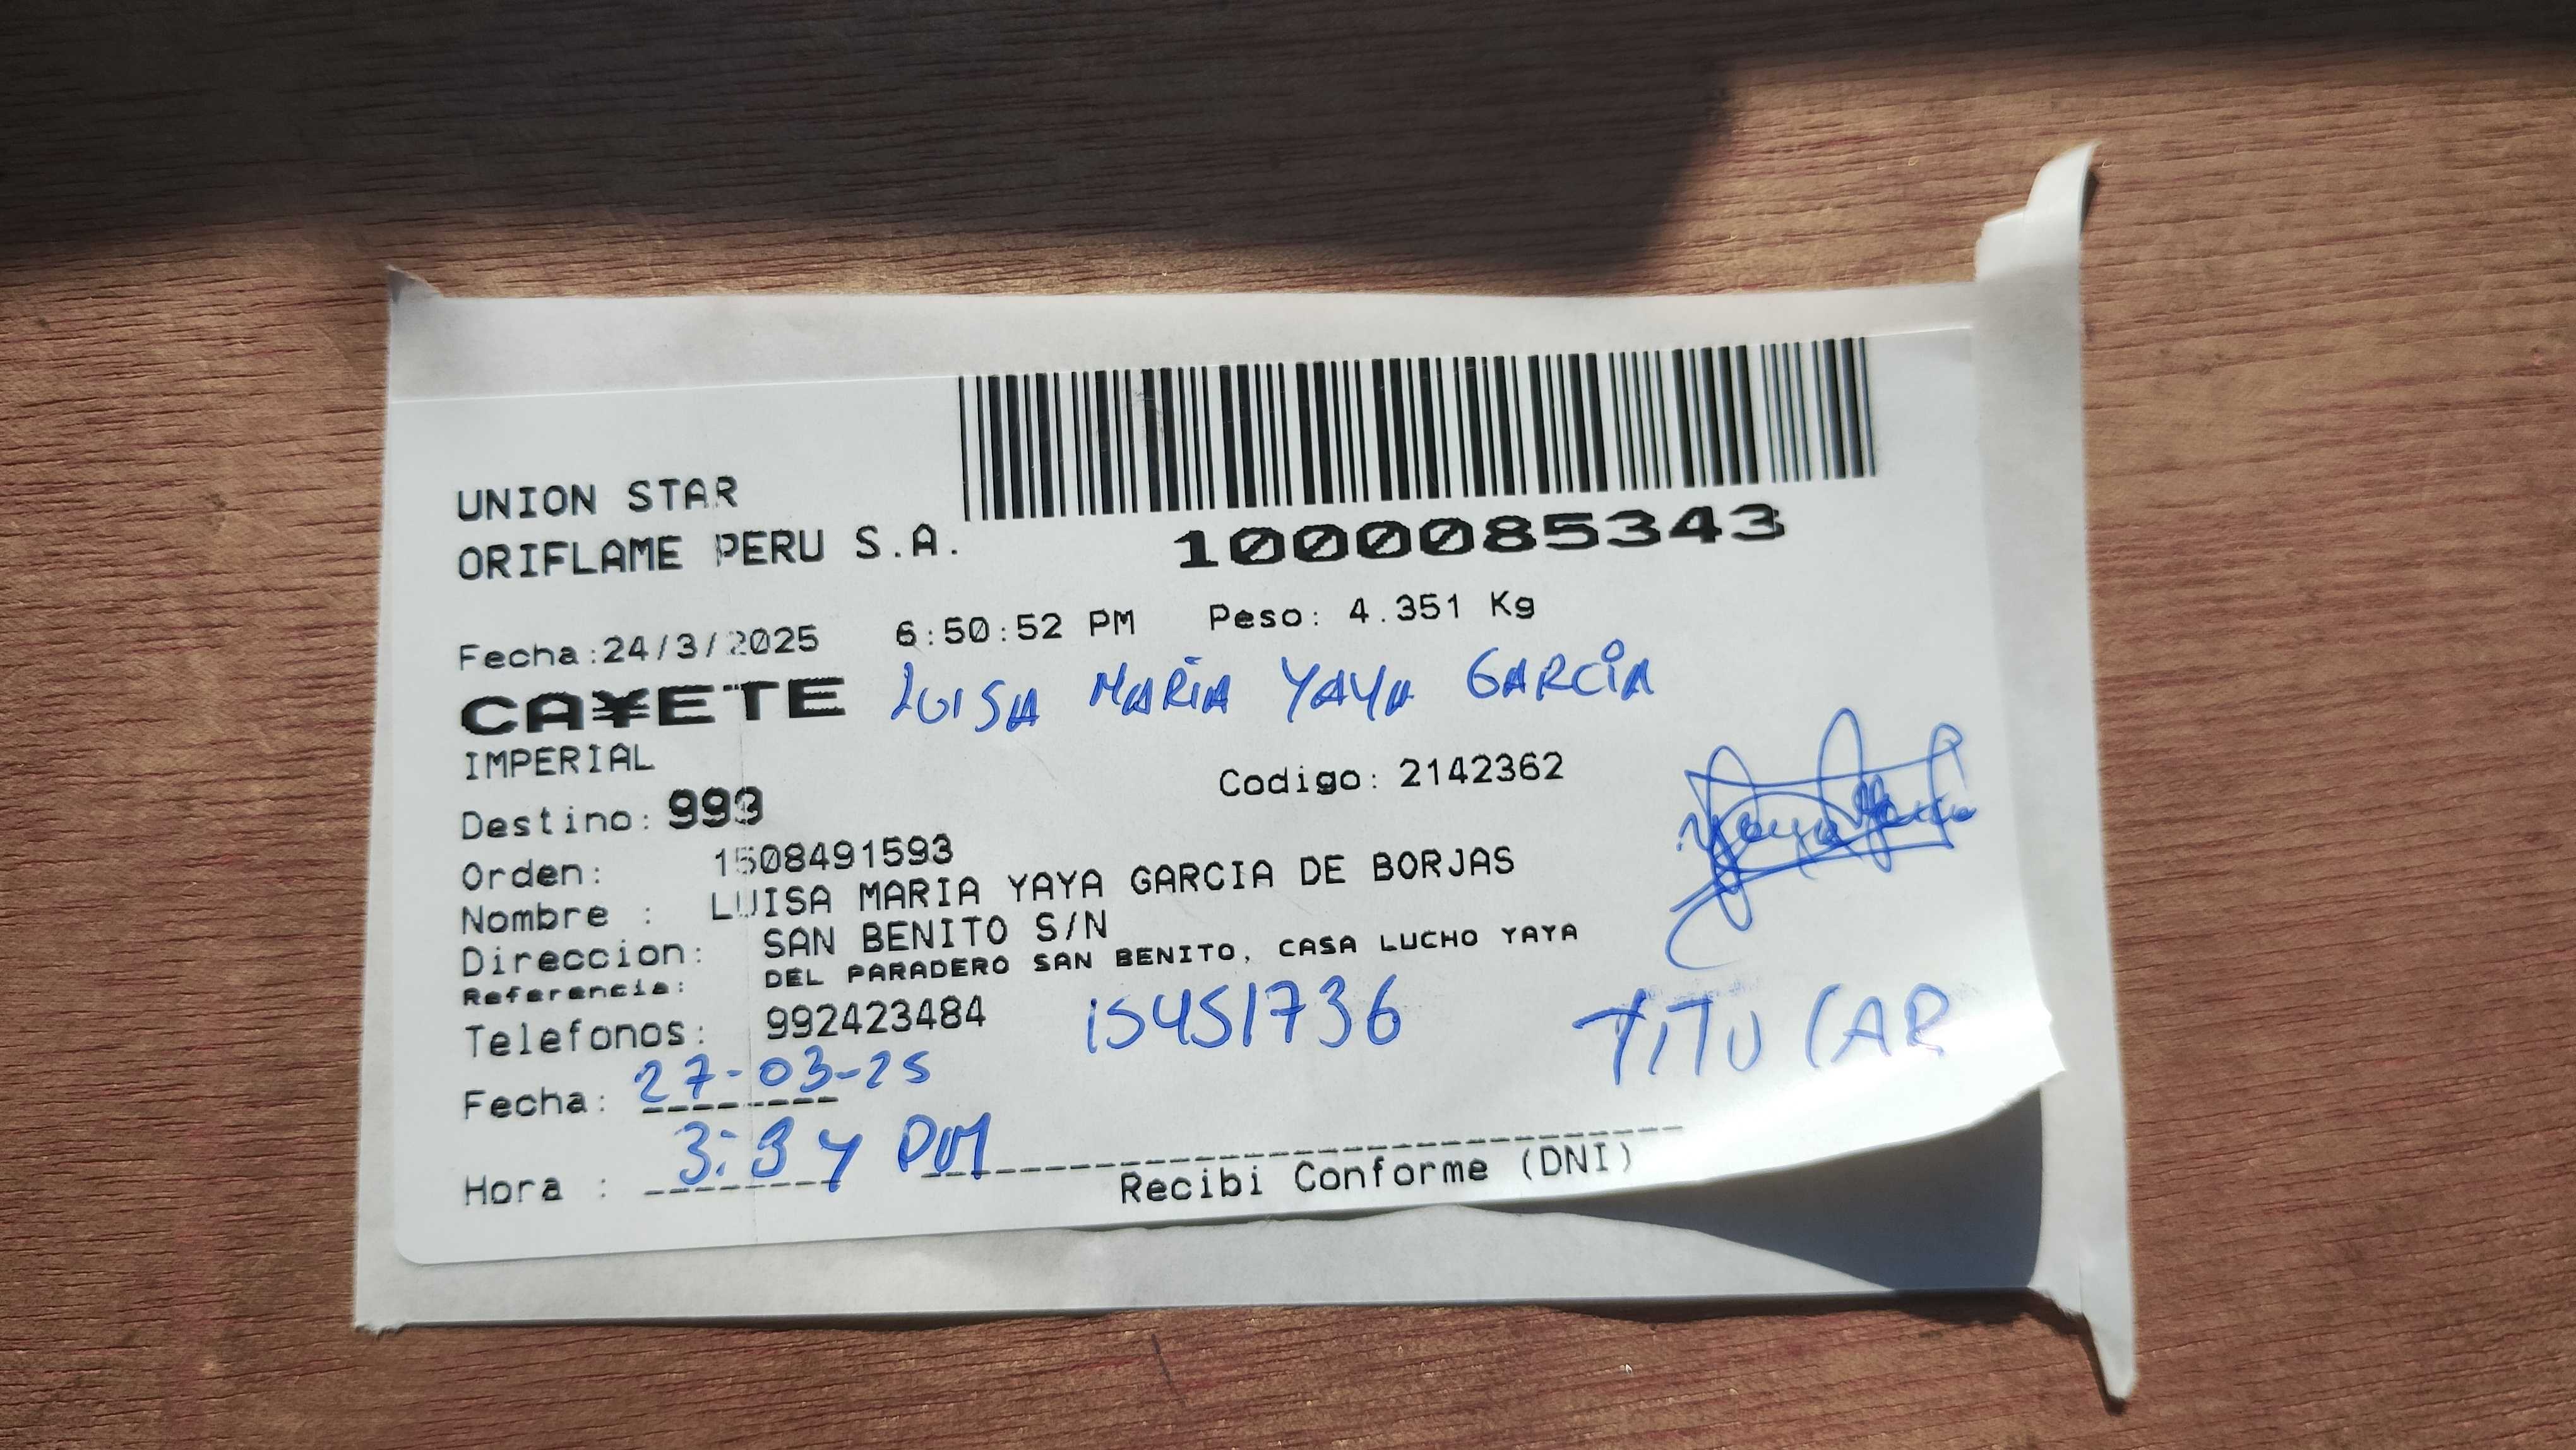 UNION STAR
ORIFLAME PERU S.A.
1000085343
Fecha:24/3/2025 6:50:52 PM Peso: 4.351 Kg
CA¥ETE LUISA MARIA YAYA GARCIA
IMPERIAL
Destino: 993 Codigo: 2142362
Orden: 1508491593
Nombre : LUISA MARIA YAYA GARCIA DE BORJAS
Direccion: SAN BENITO S/N
Referencia: DEL PARADERO SAN BENITO, CASA LUCHO YAYA
Telefonos: 992423484 15451736 TITULAR
Fecha: 27-03-25
Hora : 3:34 PM
Recibi Conforme (DNI)